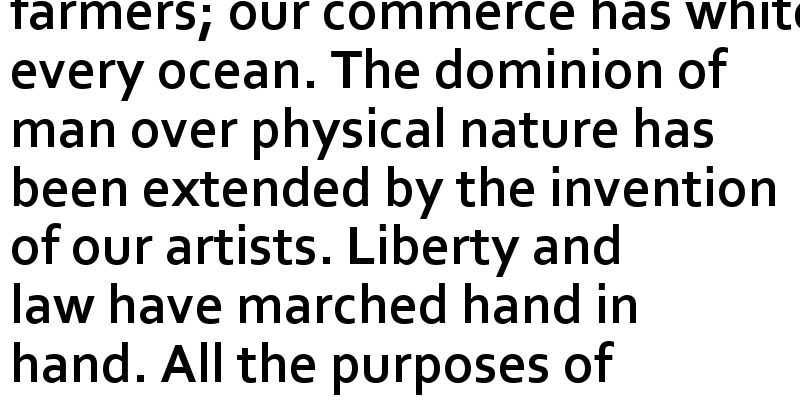 farmers; our commerce has white
every ocean. The dominion of
man over physical nature has
been extended by the invention
of our artists. Liberty and
law have marched hand in
hand. All the purposes of